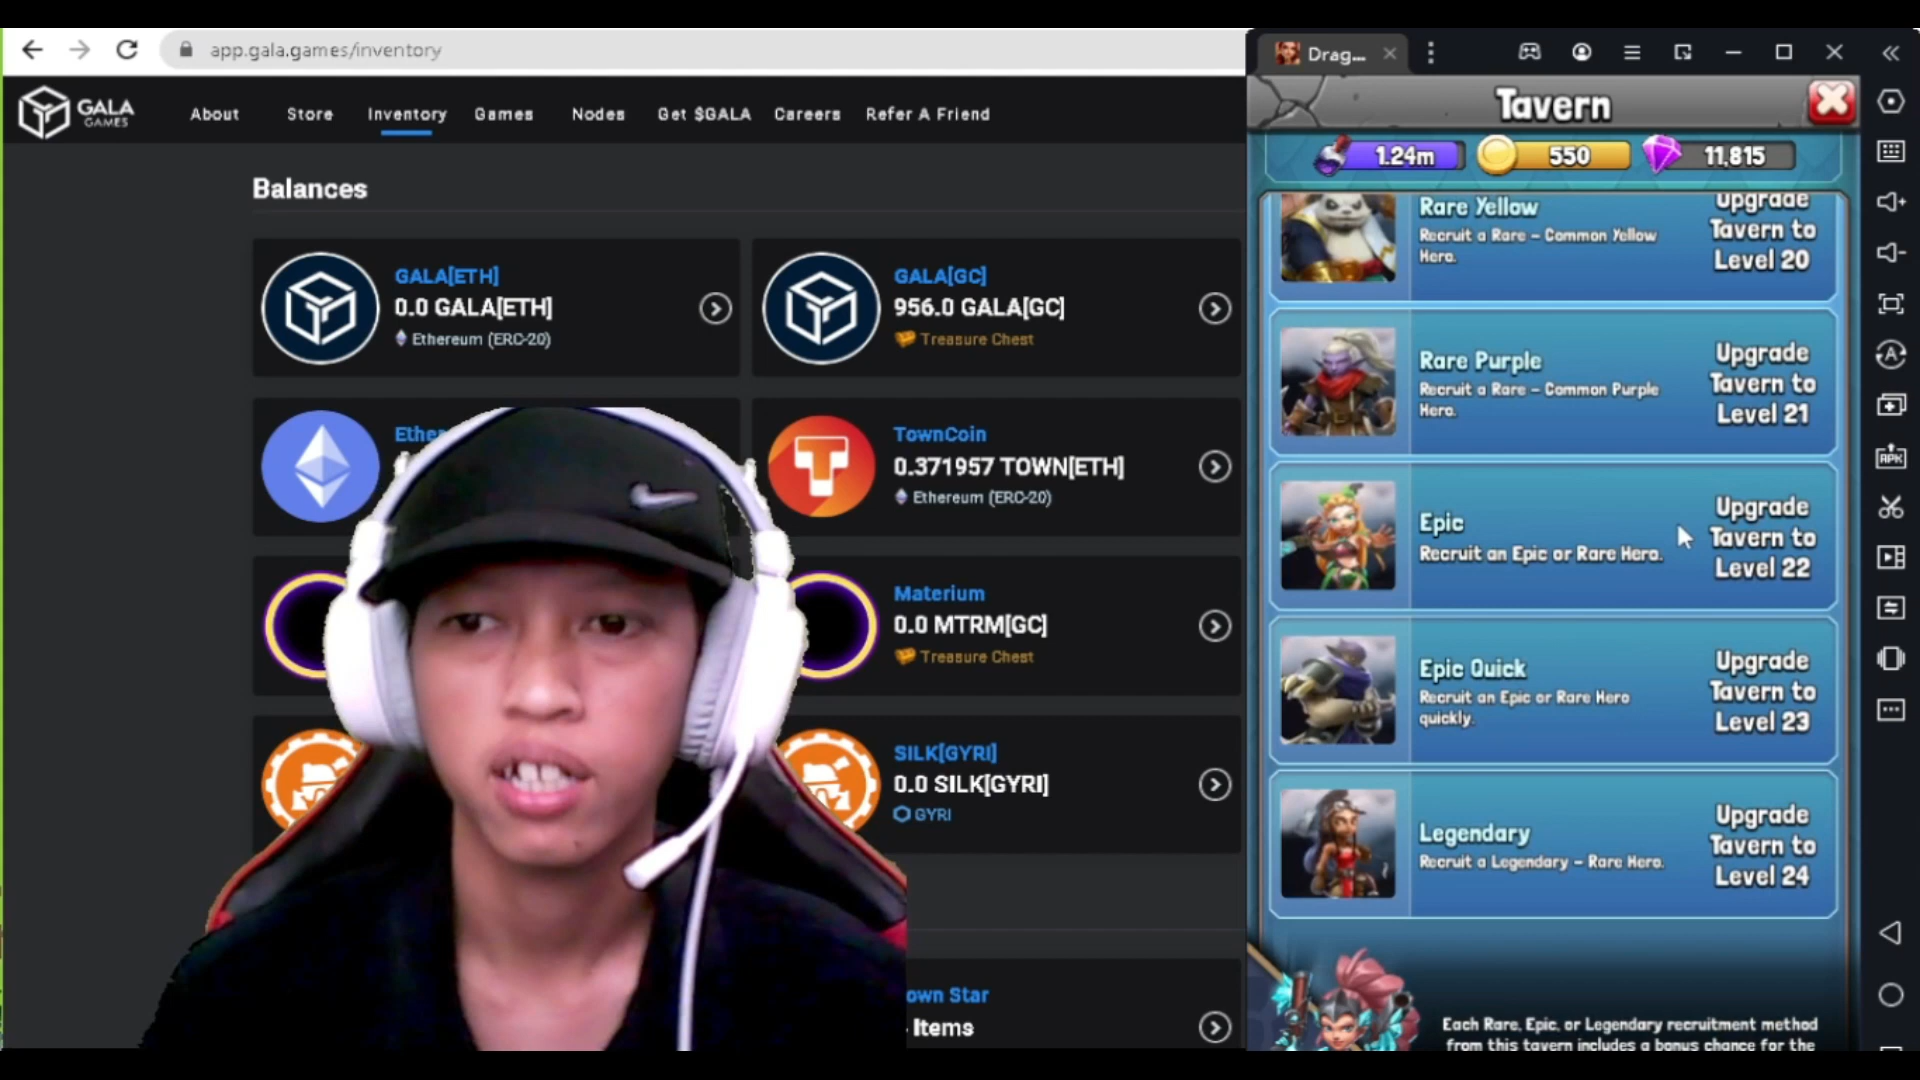 app.gala.games/inventory
GALA
GAMES
About
Store
Inventory
Games
Nodes
Get $GALA
Careers
Refer A Friend
Balances
GALA[ETH]
0.0 GALA[ETH]
Ethereum (ERC-20)
GALA[GC]
956.0 GALA[GC]
Treasure Chest
TownCoin
0.371957 TOWN[ETH]
Ethereum (ERC-20)
Materium
0.0 MTRM[GC]
Treasure Chest
SILK[GYRI]
0.0 SILK[GYRI]
GYRI
Star
Items
Drag...
Tavern
1.24m
550
11,815
Rare Yellow
Recruit a Rare - Common Yellow
Hero.
Upgrade
Tavern to
Level 20
Rare Purple
Recruit a Rare - Common Purple
Hero.
Upgrade
Tavern to
Level 21
Epic
Recruit an Epic or Rare Hero.
Upgrade
Tavern to
Level 22
Epic Quick
Recruit an Epic or Rare Hero
quickly.
Upgrade
Tavern to
Level 23
Legendary
Recruit a Legendary - Rare Hero.
Upgrade
Tavern to
Level 24
Each Rare, Epic, or Legendary recruitment method
from this tavern includes a bonus chance for the
APK